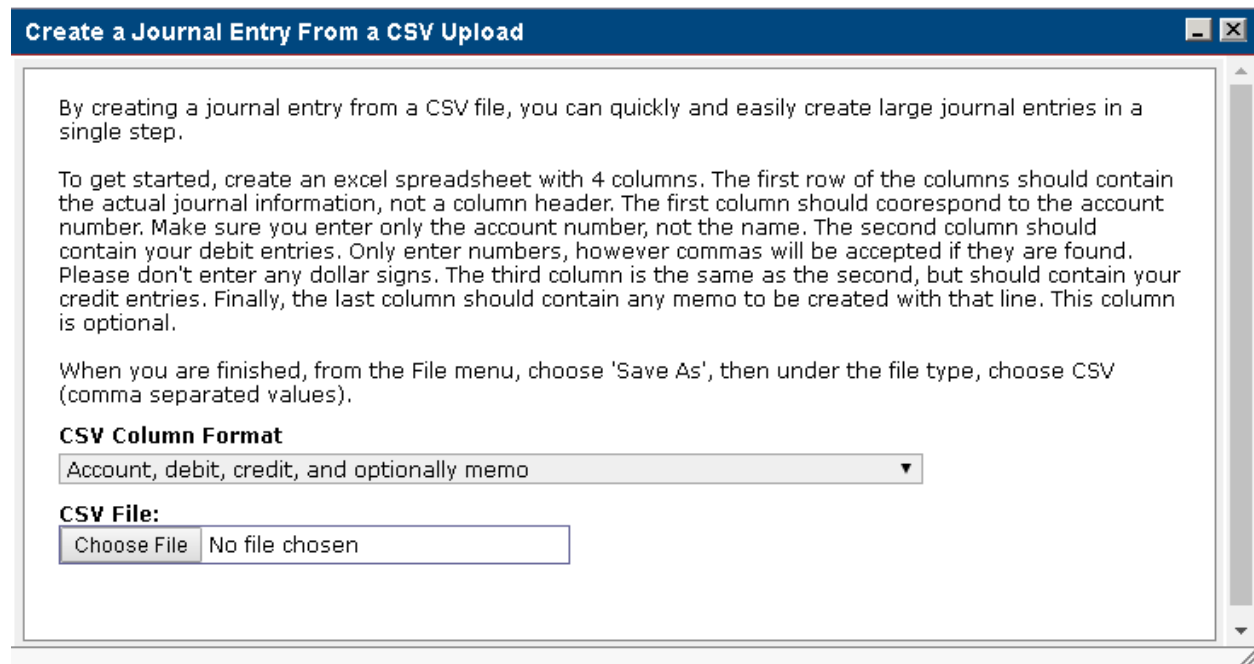 Create a Journal Entry From a CSV Upload
By creating a journal entry from a CSV file, you can quickly and easily create large journal entries in a
single step.
To get started, create an excel spreadsheet with 4 columns. The first row of the columns should contain
the actual journal information, not a column header. The first column should coorespond to the account
number. Make sure you enter only the account number, not the name. The second column should
contain your debit entries. Only enter numbers, however commas will be accepted if they are found.
Please don't enter any dollar signs. The third column is the same as the second, but should contain your
credit entries. Finally, the last column should contain any memo to be created with that line. This column
is optional.
When you are finished, from the File menu, choose 'Save As', then under the file type, choose CSV
(comma separated values).
CSV Column Format
Account, debit, credit, and optionally memo
CSV File:
Choose File No file chosen